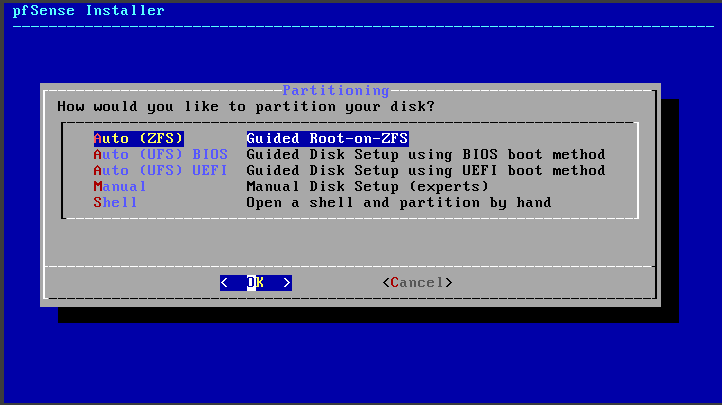 pfSense Installer
Partitioning
How would you like to partition your disk?
Auto (ZFS) Guided Root-on-ZFS
Auto (UFS) BIOS Guided Disk Setup using BIOS boot method
Auto (UFS) UEFI Guided Disk Setup using UEFI boot method
Manual Manual Disk Setup (experts)
Shell Open a shell and partition by hand
< OK > <Cancel>